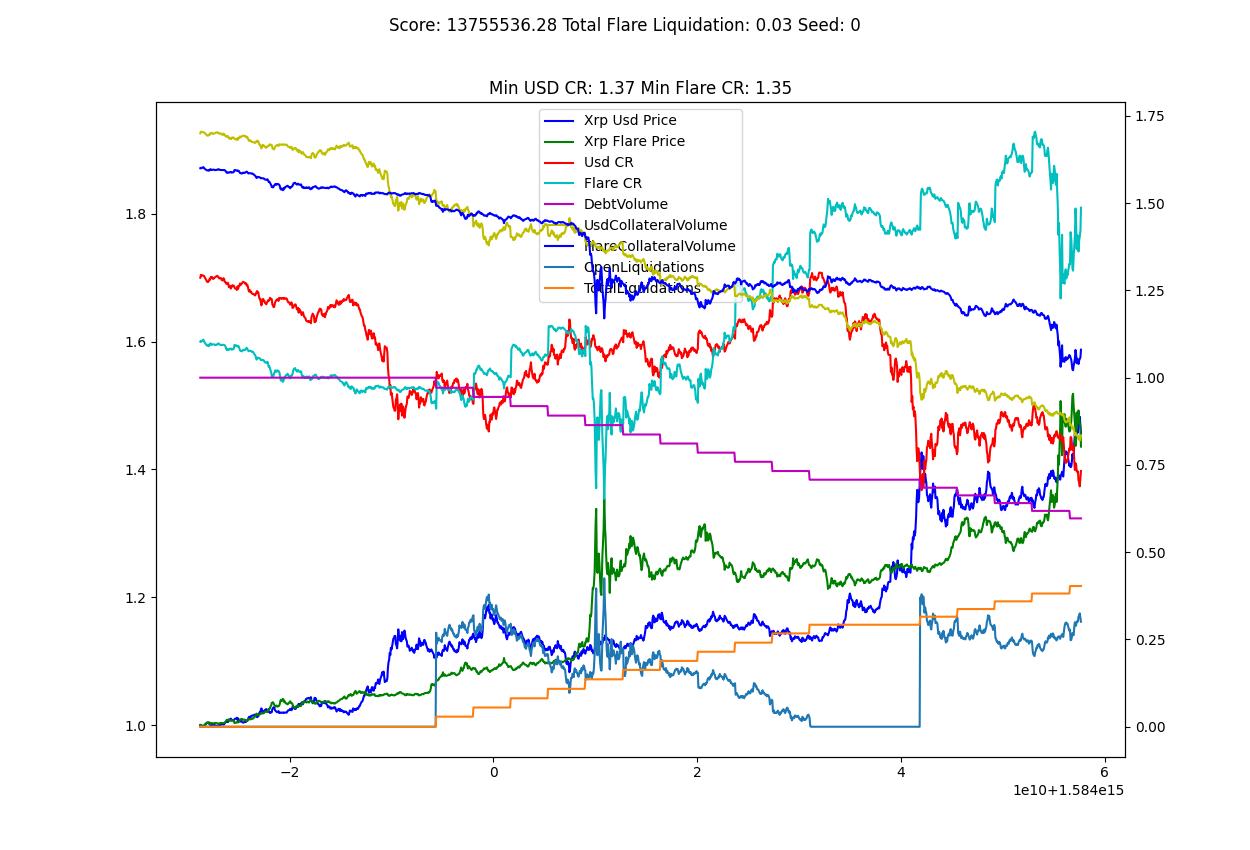 Score: 13755536.28 Total Flare Liquidation: 0.03 Seed: 0
Min USD CR: 1.37 Min Flare CR: 1.35
Xrp Usd Price
Xrp Flare Price
Usd CR
Flare CR
DebtVolume
UsdCollateralVolume
FlareCollateralVolume
OpenLiquidations
TotalLiquidations
1.8
1.6
1.4
1.2
1.0
1.75
1.50
1.25
1.00
0.75
0.50
0.25
0.00
−2
0
2
4
6
1e10+1.584e15